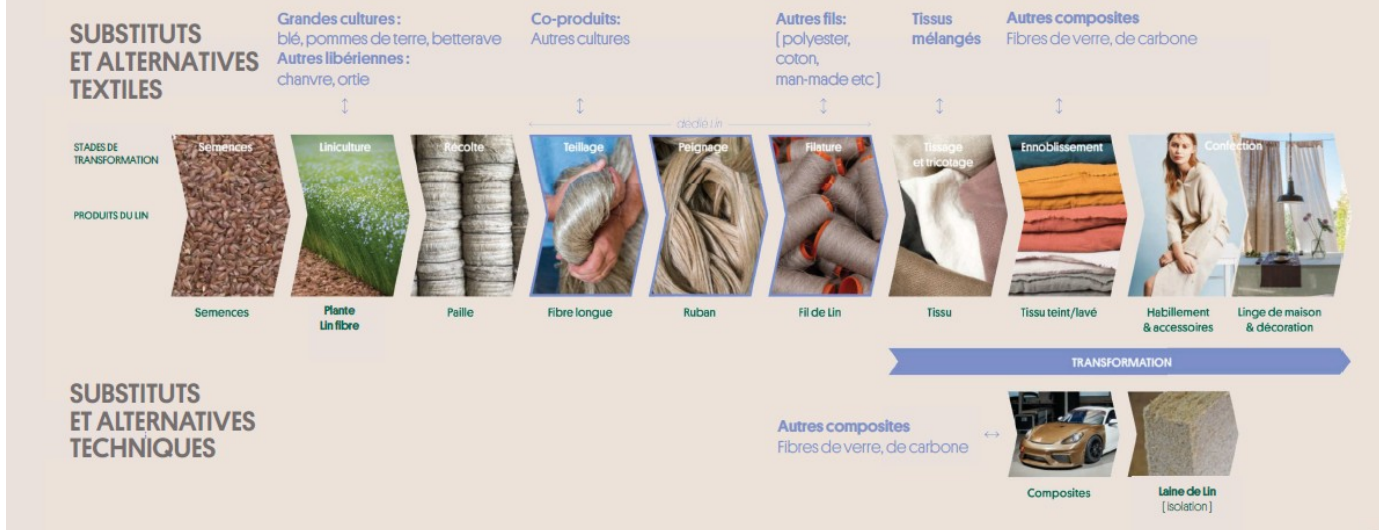 SUBSTITUTS
ET ALTERNATIVES
TEXTILES
Grandes cultures :
blé, pommes de terre, betterave
Autres libériennes :
chanvre, ortie
Co-produits:
Autres cultures
Autres fils:
( polyester,
coton,
man-made etc )
Tissus
mélangés
Autres composites
Fibres de verre, de carbone
dédié Lin
STADES DE
TRANSFORMATION
Semences
Liniculture
Récolte
Teillage
Peignage
Filature
Tissage
et tricotage
Ennoblissement
Confection
PRODUITS DU LIN
Semences
Plante
Lin fibre
Paille
Fibre longue
Ruban
Fil de Lin
Tissu
Tissu teint/lavé
Habillement
& accessoires
Linge de maison
& décoration
TRANSFORMATION
SUBSTITUTS
ET ALTERNATIVES
TECHNIQUES
Autres composites
Fibres de verre, de carbone
Composites
Laine de Lin
( Isolation )